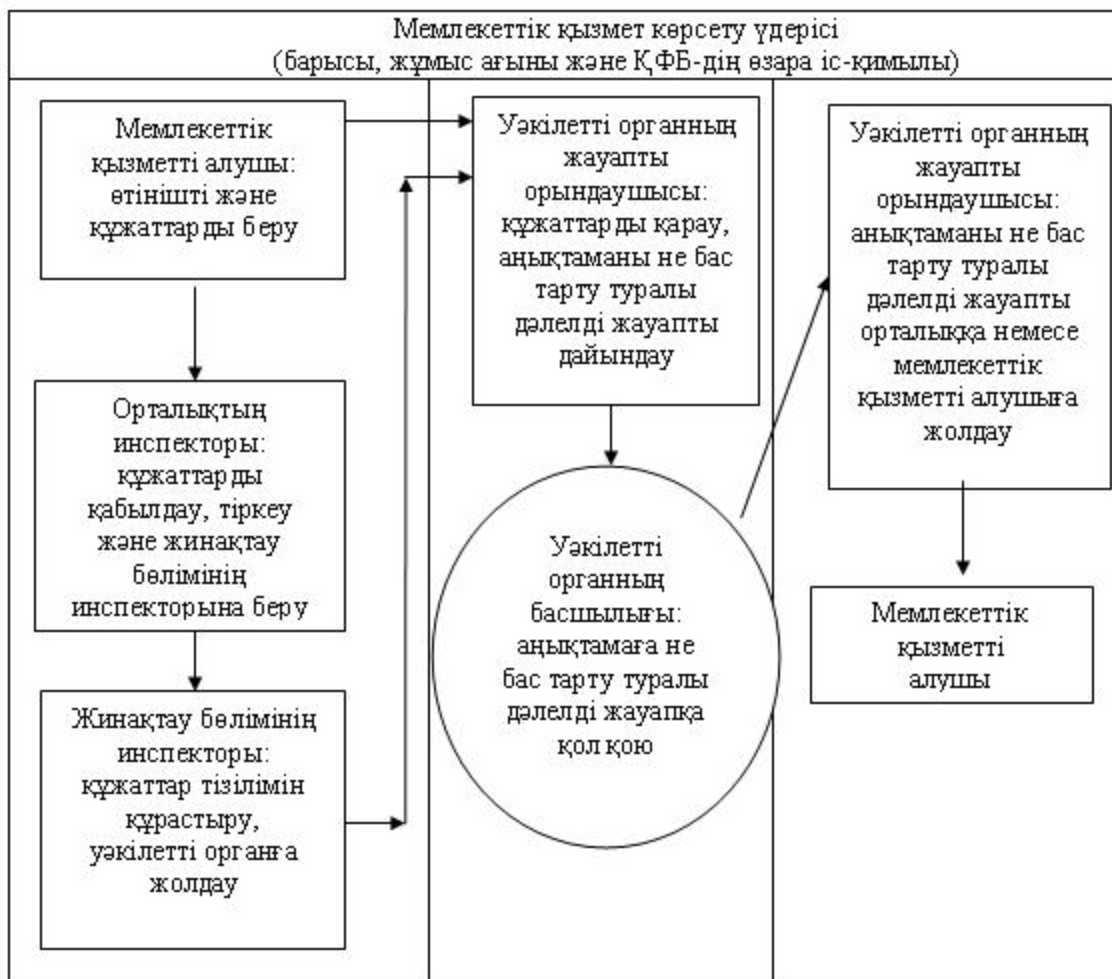 Мемлекеттік қызмет көрсету үдерісі
(барысы, жұмыс ағыны және ҚФБ-дің өзара іс-қимылы)
Мемлекеттік
қызметті алушы:
өтінішті және
құжаттарды беру
Орталықтың
инспекторы:
құжаттарды
қабылдау, тіркеу
және жинақтау
бөлімінің
инспекторына беру
Жинақтау бөлімінің
инспекторы:
құжаттар тізілімін
құрастыру,
уәкілетті органға
жолдау
Уәкілетті органның
жауапты
орындаушысы:
құжаттарды қарау,
аңықтаманы не бас
тарту туралы
дәлелді жауапты
дайындау
Уәкілетті
органның
басшылығы:
аңықтамаға не
бас тарту туралы
дәлелді жауапқа
қол қою
Уәкілетті органның
жауапты
орындаушысы:
анықтаманы не бас
тарту туралы
дәлелді жауапты
орталыққа немесе
мемлекеттік
қызметті алушыға
жолдау
Мемлекеттік
қызметті
алушы